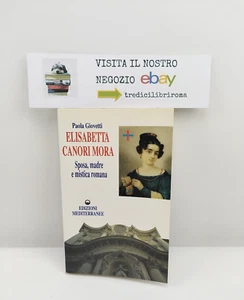 VISITA IL NOSTRO
NEGOZIO ebay
tredicilibriroma
Paola Giovetti
ELISABETTA
CANORI MORA
Sposa, madre
e mistica romana
EDIZIONI
MEDITERRANEE